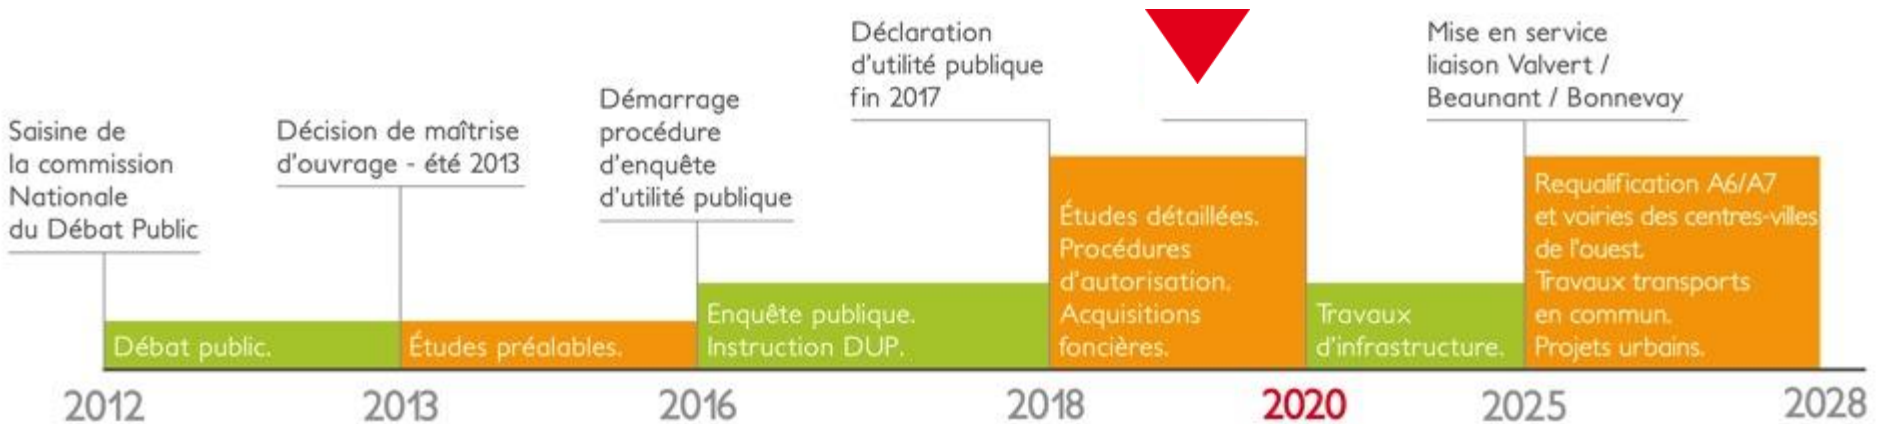 Saisine de
la commission
Nationale
du Débat Public
Décision de maîtrise
d'ouvrage - été 2013
Démarrage
procédure
d'enquête
d'utilité publique
Déclaration
d'utilité publique
fin 2017
Mise en service
liaison Valvert /
Beaunant / Bonnevay
Débat public.
Études préalables.
Enquête publique.
Instruction DUP.
Études détaillées.
Procédures
d'autorisation.
Acquisitions
foncières.
Travaux
d'infrastructure.
Requalification A6/A7
et voiries des centres-villes
de l'ouest.
Travaux transports
en commun.
Projets urbains.
2012
2013
2016
2018
2020
2025
2028